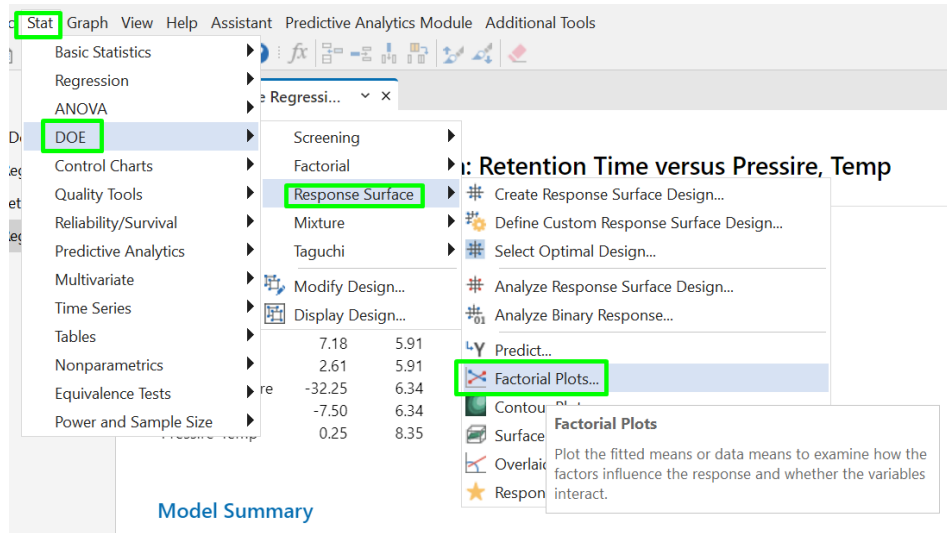 Stat Graph View Help Assistant Predictive Analytics Module Additional Tools
Basic Statistics
Regression
ANOVA
DOE
Control Charts
Quality Tools
Reliability/Survival
Predictive Analytics
Multivariate
Time Series
Tables
Nonparametrics
Equivalence Tests
Power and Sample Size
fx
e Regressi...
Screening
Factorial
Response Surface
Mixture
Taguchi
Modify Design...
Display Design...
: Retention Time versus Pressire, Temp
Create Response Surface Design...
Define Custom Response Surface Design...
Select Optimal Design...
Analyze Response Surface Design...
Analyze Binary Response...
Predict...
Factorial Plots...
Contou
Surface
Overlaid
Respon
Factorial Plots
Plot the fitted means or data means to examine how the
factors influence the response and whether the variables
interact.
7.18 5.91
2.61 5.91
re -32.25 6.34
-7.50 6.34
0.25 8.35
Model Summary